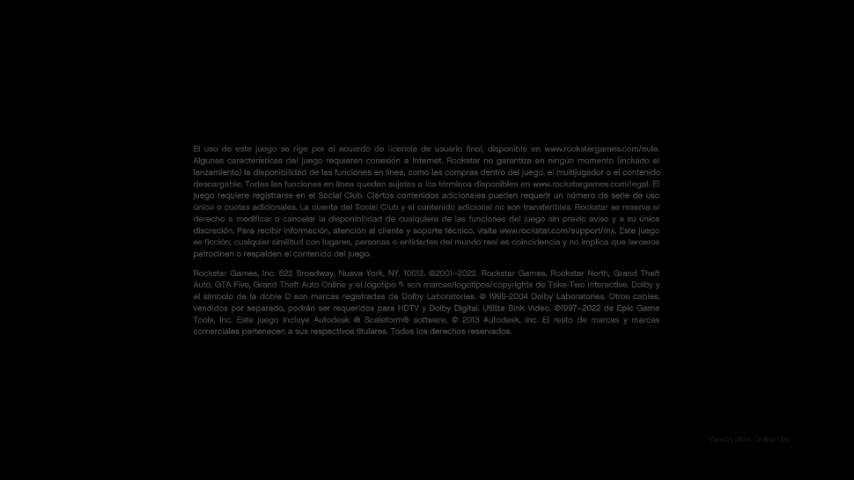 El uso de este juego se rige por el acuerdo de licencia de usuario final, disponible en www.rockstargames.com/eula.
Algunas características del juego requieren conexión a Internet. Rockstar no garantiza en ningún momento (incluido el
lanzamiento) la disponibilidad de las funciones en línea, como las compras dentro del juego, el multijugador o el contenido
descargable. Todas las funciones en línea quedan sujetas a los términos disponibles en www.rockstargames.com/legal. El
juego requiere registrarse en el Social Club. Ciertos contenidos adicionales pueden requerir un número de serie de uso
único o cuotas adicionales. La cuenta del Social Club y el contenido adicional no son transferibles. Rockstar se reserva el
derecho a modificar o cancelar la disponibilidad de cualquiera de las funciones del juego sin previo aviso y a su única
discreción. Para recibir información, atención al cliente y soporte técnico, visita www.rockstar.com/support/mx. Este juego
es ficción; cualquier similitud con lugares, personas o entidades del mundo real es coincidencia y no implica que terceros
patrocinen o respalden el contenido del juego.
Rockstar Games, Inc. 622 Broadway, Nueva York, NY, 10012. ©2001–2022. Rockstar Games, Rockstar North, Grand Theft
Auto, GTA Five, Grand Theft Auto Online y el logotipo R* son marcas/logotipos/copyrights de Take-Two Interactive. Dolby y
el símbolo de la doble D son marcas registradas de Dolby Laboratories. © 1999-2004 Dolby Laboratories. Otros cables,
vendidos por separado, podrán ser requeridos para HDTV y Dolby Digital. Utiliza Bink Video. ©1997–2022 de Epic Game
Tools, Inc. Este juego incluye Autodesk ® Scaleform® software, © 2013 Autodesk, Inc. El resto de marcas y marcas
comerciales pertenecen a sus respectivos titulares. Todos los derechos reservados.
Versión Online